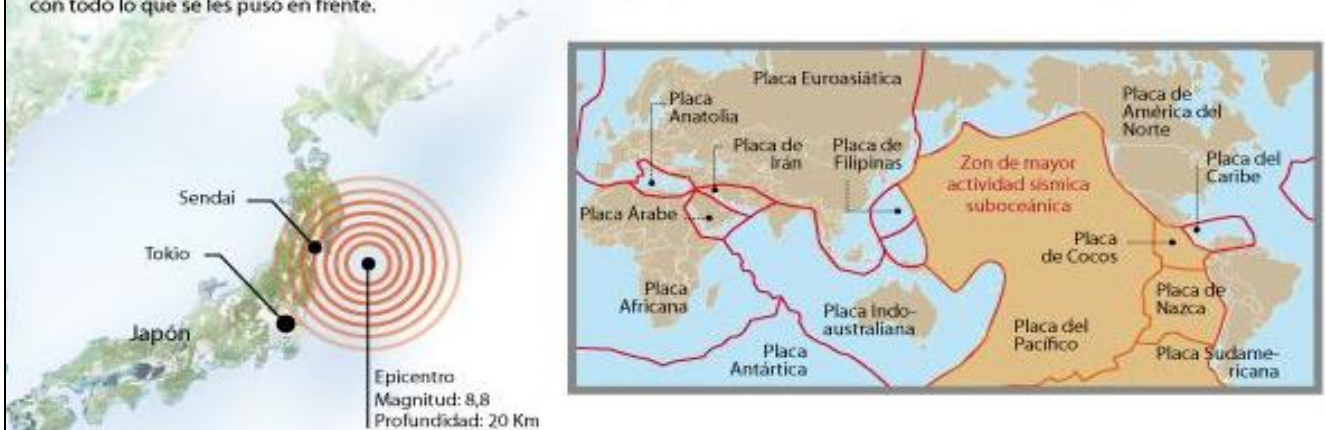 con todo lo que se les puso en frente.
Sendai
Tokio
Japón
Epicentro
Magnitud: 8,8
Profundidad: 20 Km
Placa Euroasiática
Placa
Anatolia
Placa de
Irán
Placa de
Filipinas
Placa Árabe
Placa
Africana
Placa Indo-
australiana
Placa
Antártica
Zon de mayor
actividad sísmica
suboceánica
Placa de
América del
Norte
Placa del
Caribe
Placa
de Cocos
Placa de
Nazca
Placa del
Pacífico
Placa Sudame-
ricana